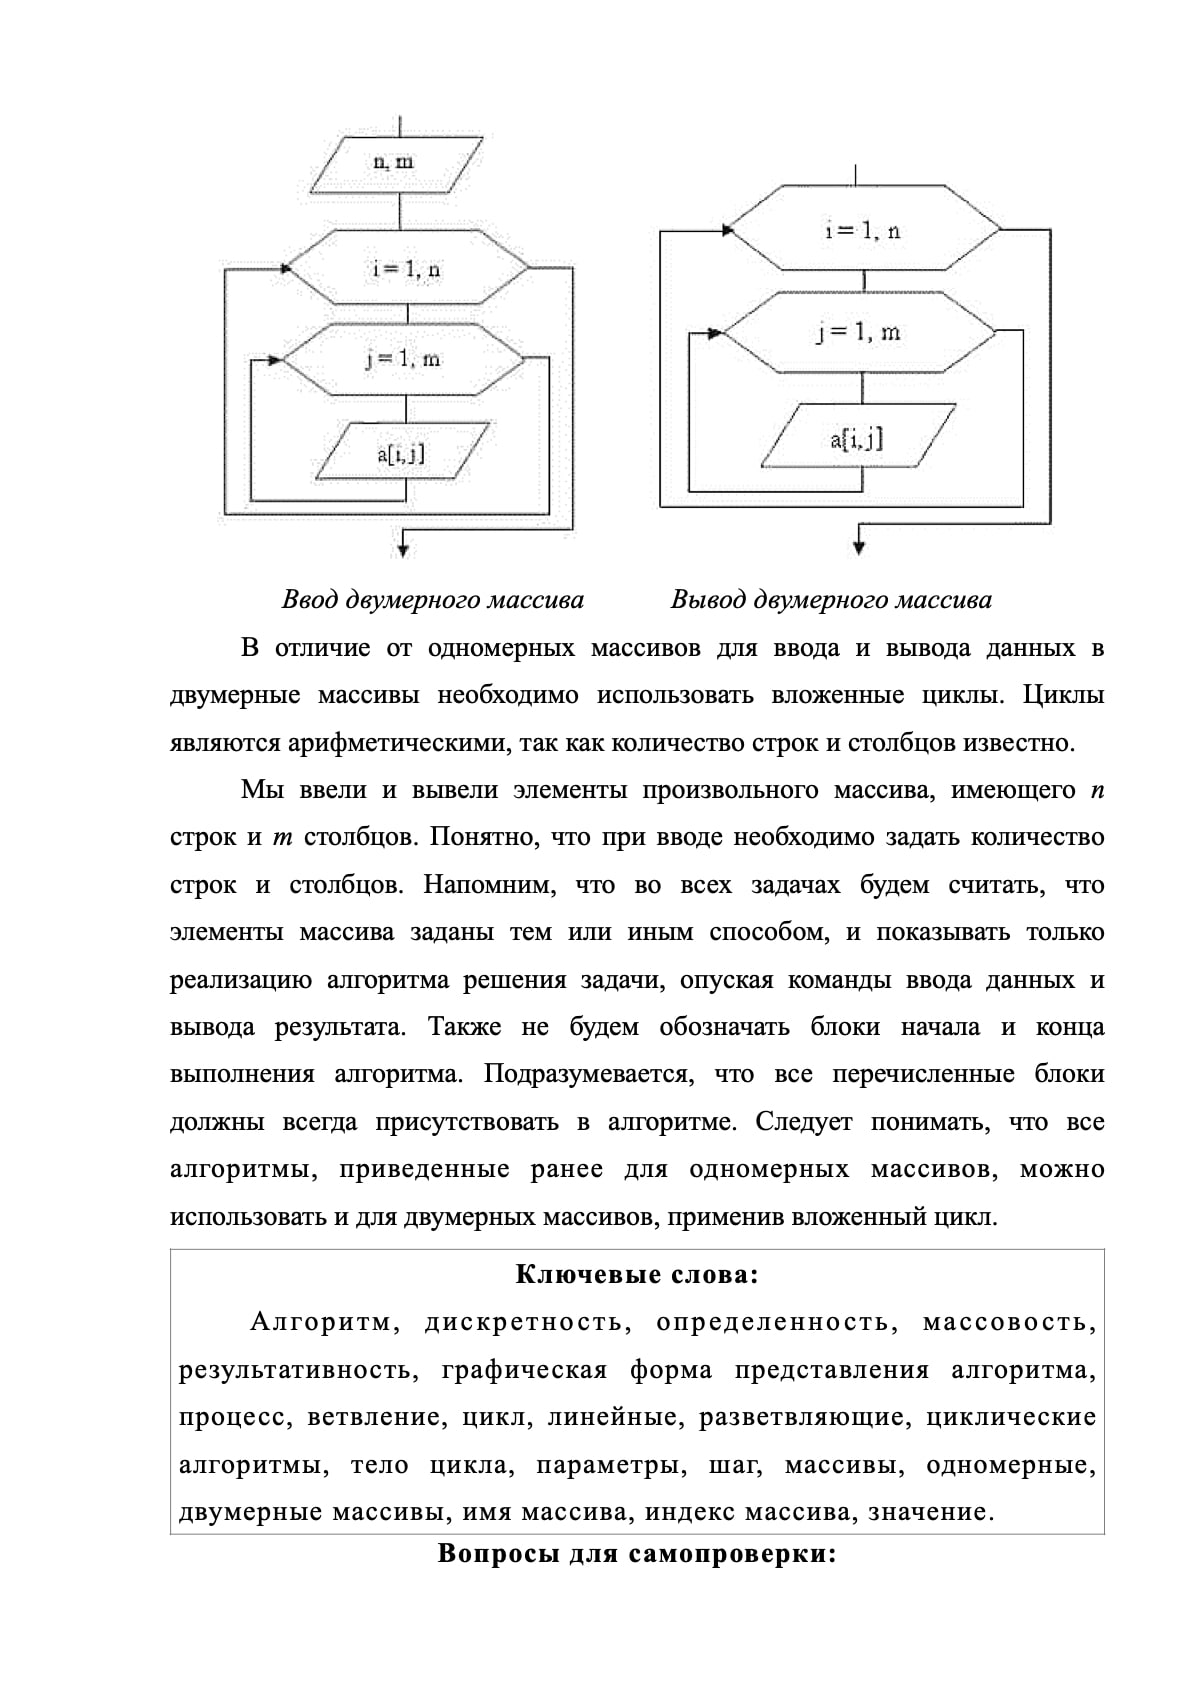 n, m
i = 1, n
j = 1, m
a[i,j]
i = 1, n
j = 1, m
a[i,j]
Ввод двумерного массива Вывод двумерного массива
В отличие от одномерных массивов для ввода и вывода данных в
двумерные массивы необходимо использовать вложенные циклы. Циклы
являются арифметическими, так как количество строк и столбцов известно.
Мы ввели и вывели элементы произвольного массива, имеющего n
строк и m столбцов. Понятно, что при вводе необходимо задать количество
строк и столбцов. Напомним, что во всех задачах будем считать, что
элементы массива заданы тем или иным способом, и показывать только
реализацию алгоритма решения задачи, опуская команды ввода данных и
вывода результата. Также не будем обозначать блоки начала и конца
выполнения алгоритма. Подразумевается, что все перечисленные блоки
должны всегда присутствовать в алгоритме. Следует понимать, что все
алгоритмы, приведенные ранее для одномерных массивов, можно
использовать и для двумерных массивов, применив вложенный цикл.
Ключевые слова:
Алгоритм, дискретность, определенность, массовость,
результативность, графическая форма представления алгоритма,
процесс, ветвление, цикл, линейные, разветвляющие, циклические
алгоритмы, тело цикла, параметры, шаг, массивы, одномерные,
двумерные массивы, имя массива, индекс массива, значение.
Вопросы для самопроверки: